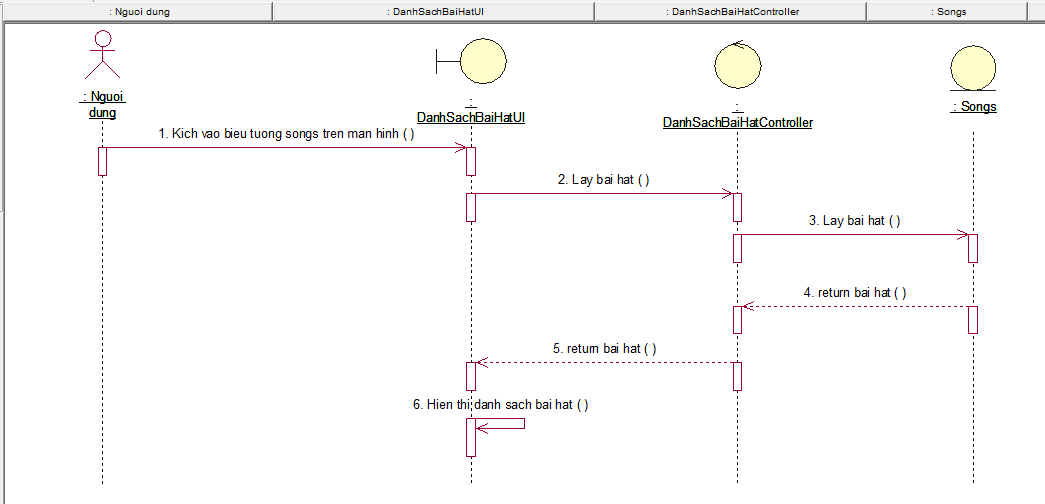 : Nguoi dung
: DanhSachBaiHatUI
: DanhSachBaiHatController
: Songs
: Nguoi
dung
:
DanhSachBaiHatUI
:
DanhSachBaiHatController
: Songs
1. Kich vao bieu tuong songs tren man hinh ( )
2. Lay bai hat ( )
3. Lay bai hat ( )
4. return bai hat ( )
5. return bai hat ( )
6. Hien thi danh sach bai hat ( )